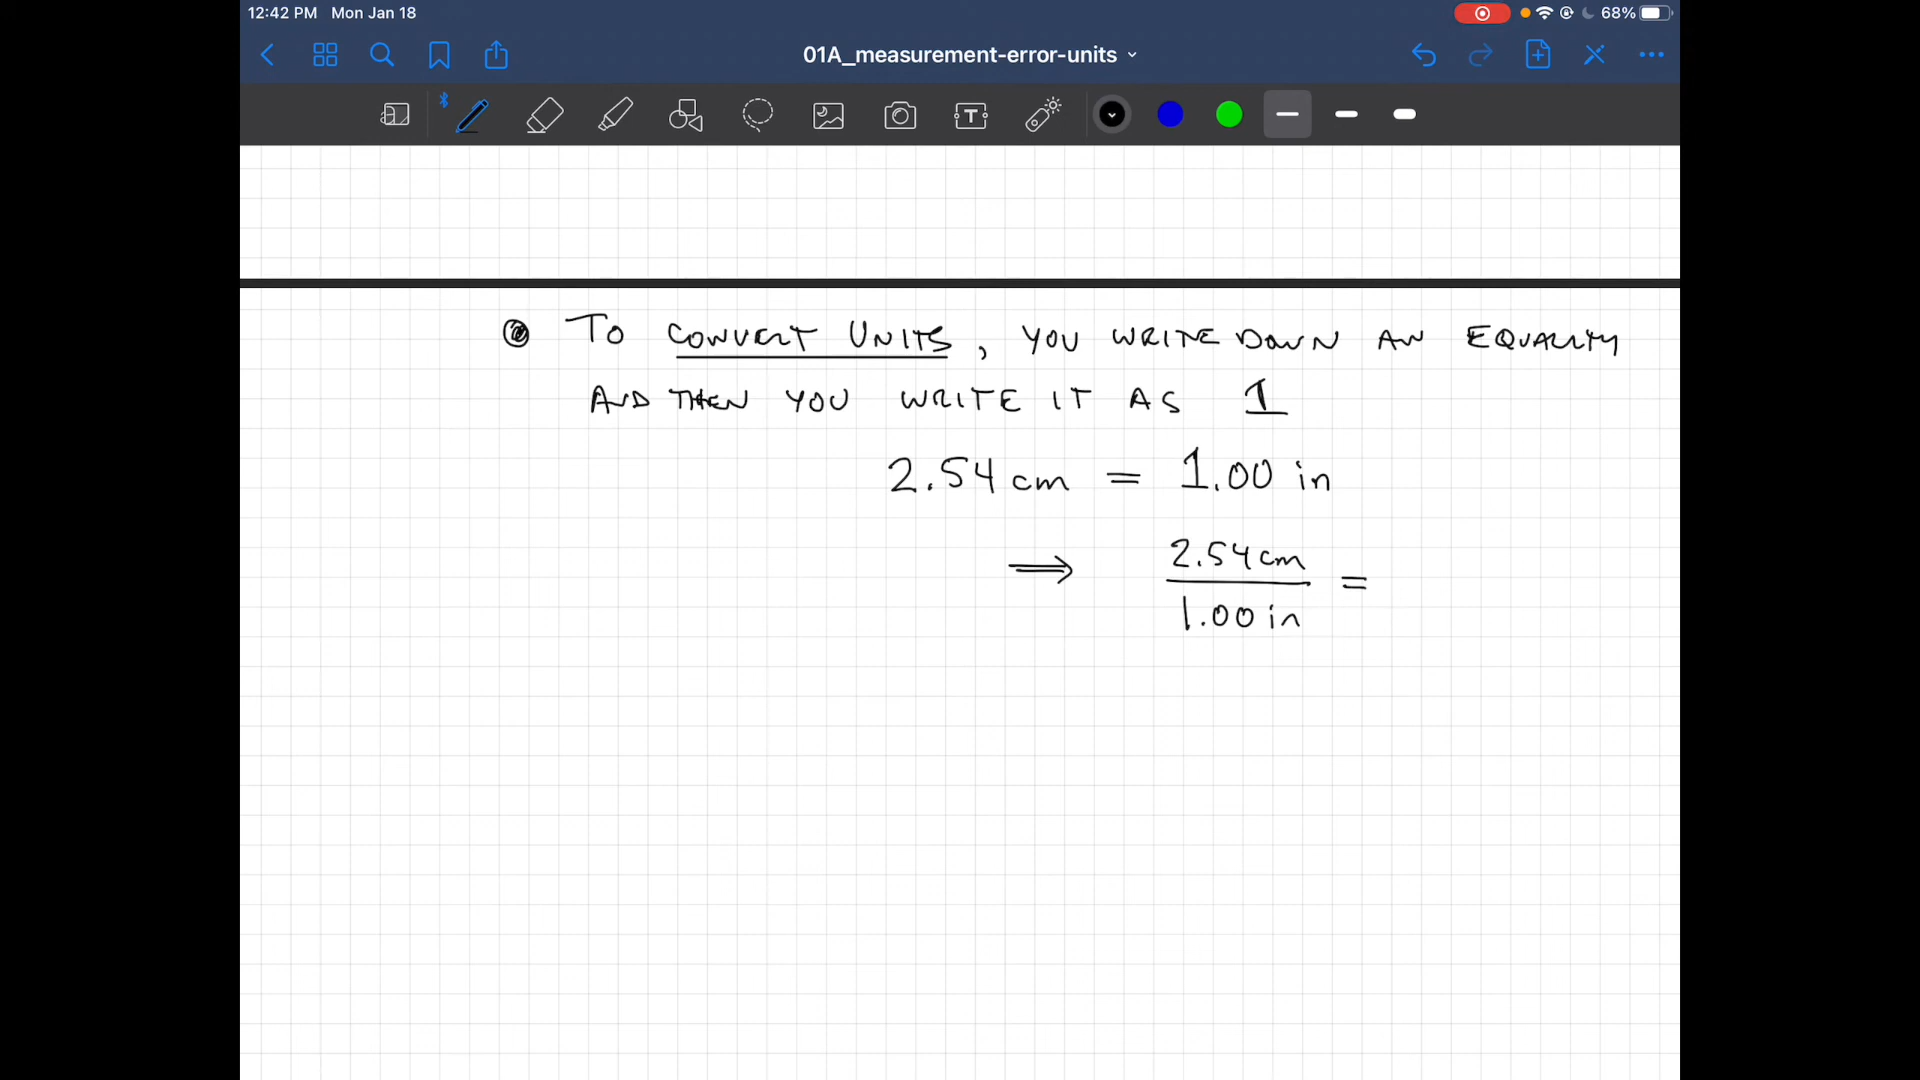 12:42 PM Mon Jan 18 68%
01A_measurement-error-units
T
TO CONVERT UNITS, YOU WRITE DOWN AN EQUALITY
AND THEN YOU WRITE IT AS 1
2.54 cm = 1.00 in
⟹ 2.54 cm =
1.00 in